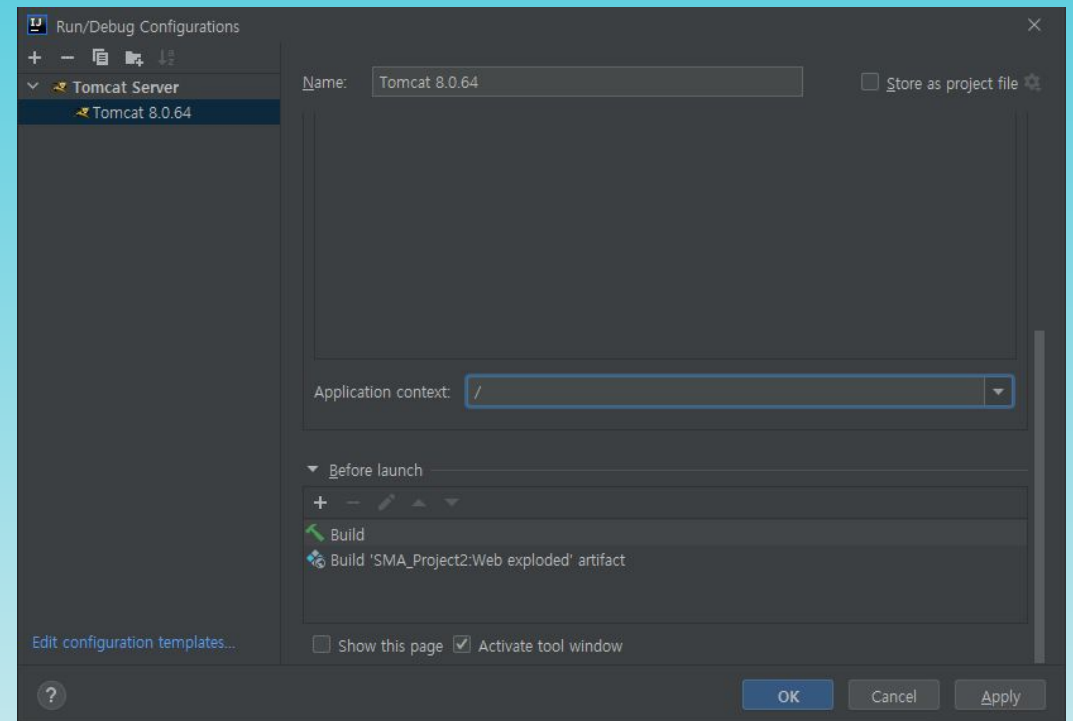 IJ Run/Debug Configurations
Tomcat Server
Tomcat 8.0.64
Name: Tomcat 8.0.64
Store as project file
Application context: /
Before launch
Build
Build 'SMA_Project2:Web exploded' artifact
Show this page Activate tool window
Edit configuration templates...
? OK Cancel Apply